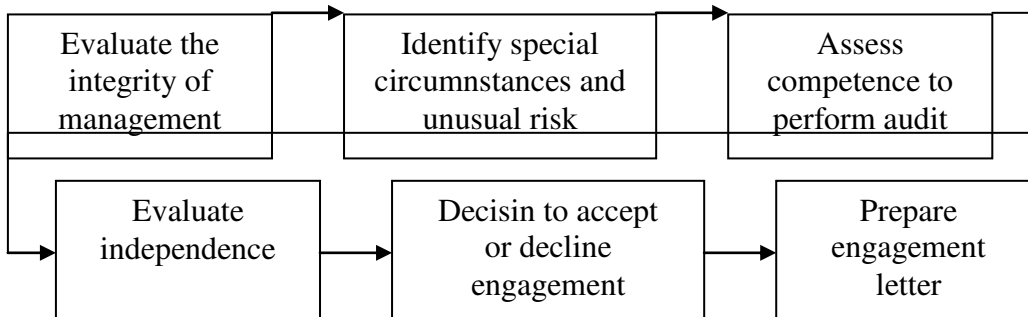 Evaluate the
integrity of
management
Identify special
circumnstances and
unusual risk
Assess
competence to
perform audit
Evaluate
independence
Decisin to accept
or decline
engagement
Prepare
engagement
letter